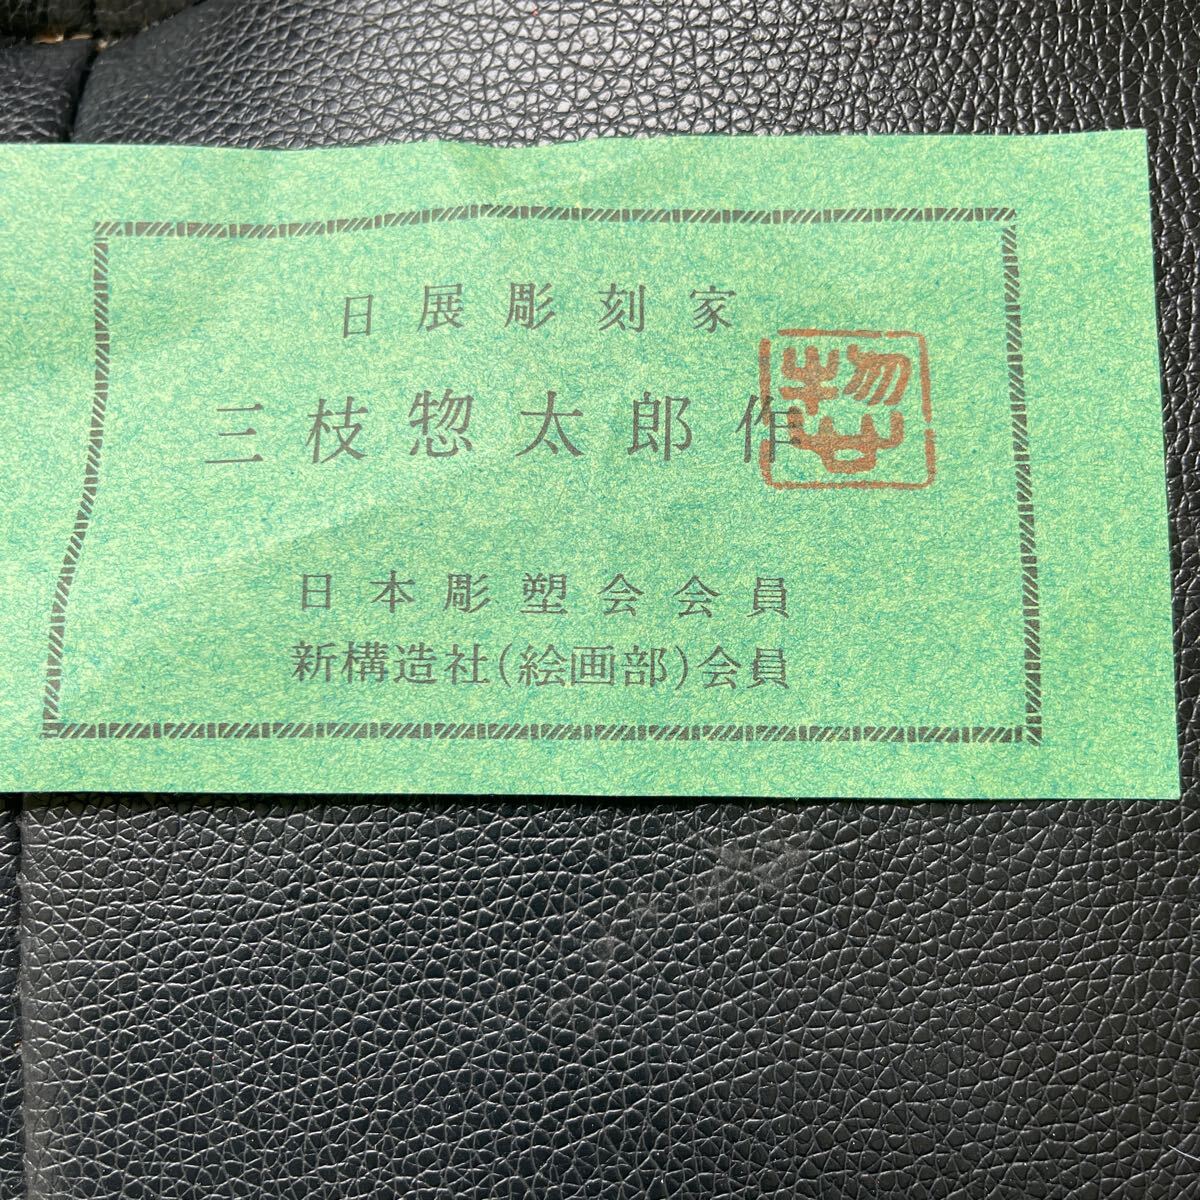 日展彫刻家
三枝惣太郎作
惣
日本彫塑会会員
新構造社(絵画部)会員